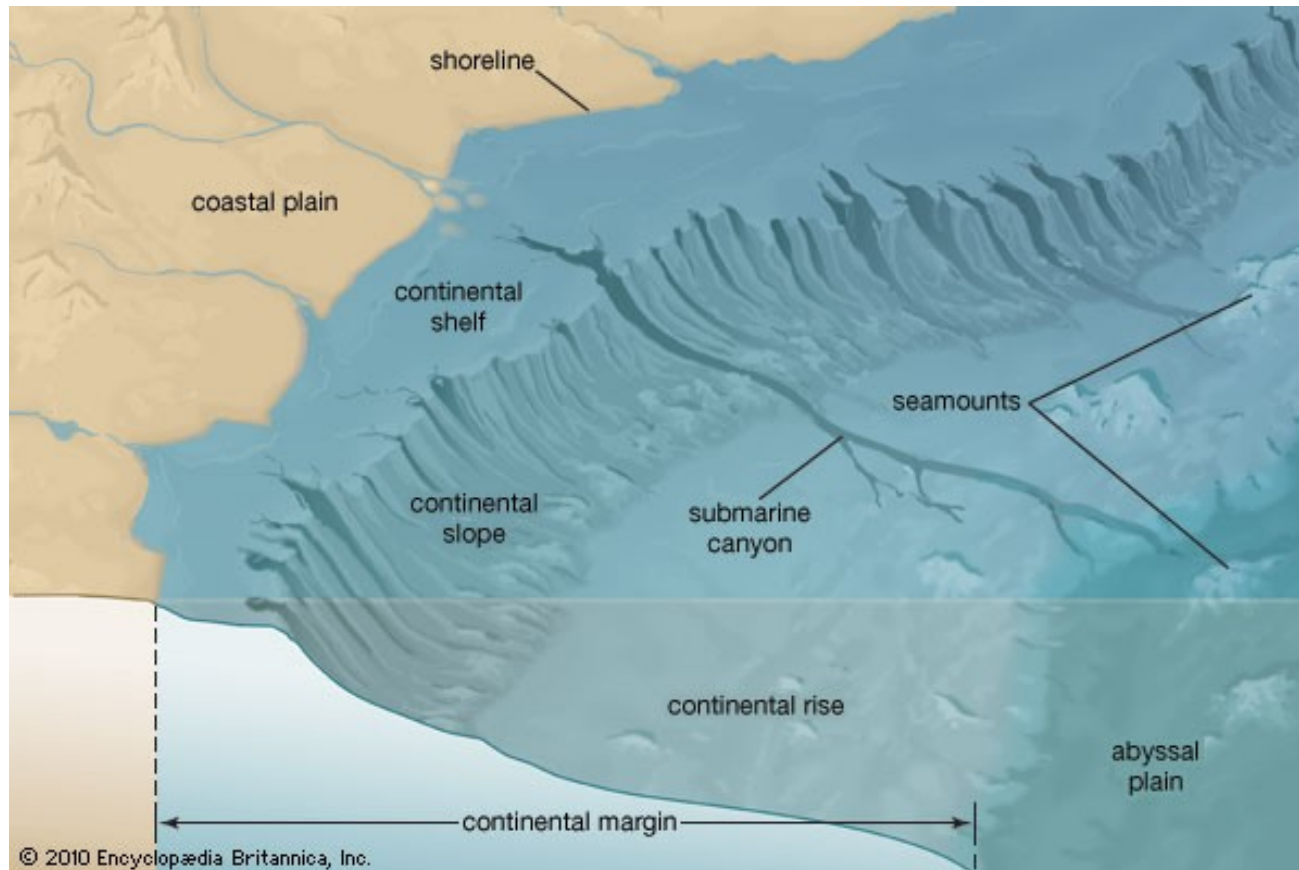 shoreline
coastal plain
continental
shelf
seamounts
continental
slope
submarine
canyon
continental rise
abyssal
plain
continental margin
© 2010 Encyclopædia Britannica, Inc.